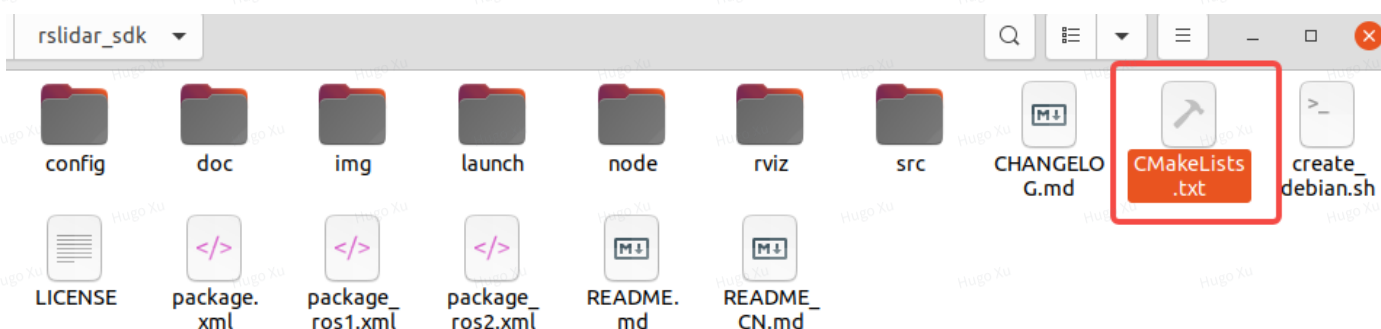 rslidar_sdk
config
doc
img
launch
node
rviz
src
CHANGELO
G.md
CMakeLists
.txt
create_
debian.sh
LICENSE
package.
xml
package_
ros1.xml
package_
ros2.xml
README.
md
README_
CN.md
Hugo Xu